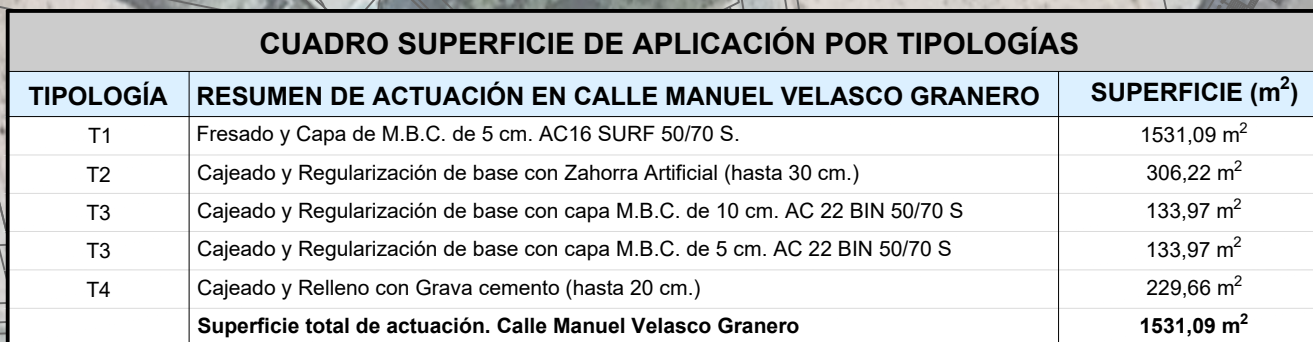 CUADRO SUPERFICIE DE APLICACIÓN POR TIPOLOGÍAS
TIPOLOGÍA RESUMEN DE ACTUACIÓN EN CALLE MANUEL VELASCO GRANERO SUPERFICIE (m²)
T1 Fresado y Capa de M.B.C. de 5 cm. AC16 SURF 50/70 S. 1531,09 m²
T2 Cajeado y Regularización de base con Zahorra Artificial (hasta 30 cm.) 306,22 m²
T3 Cajeado y Regularización de base con capa M.B.C. de 10 cm. AC 22 BIN 50/70 S 133,97 m²
T3 Cajeado y Regularización de base con capa M.B.C. de 5 cm. AC 22 BIN 50/70 S 133,97 m²
T4 Cajeado y Relleno con Grava cemento (hasta 20 cm.) 229,66 m²
Superficie total de actuación. Calle Manuel Velasco Granero 1531,09 m²